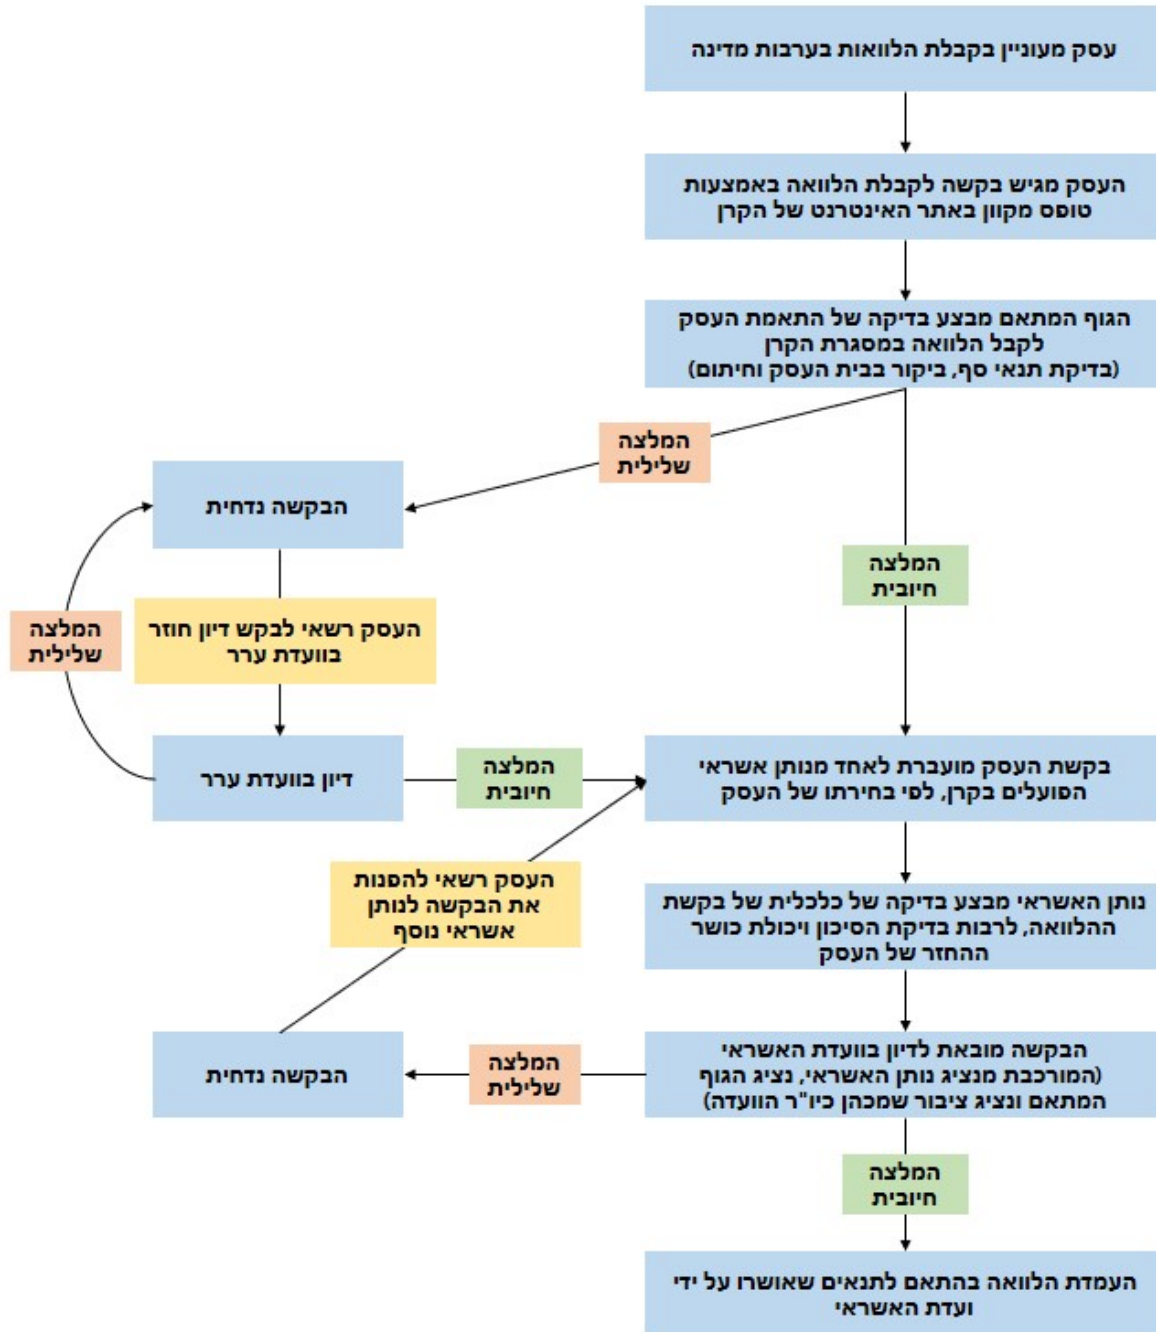 עסק מעוניין בקבלת הלוואות בערבות מדינה
העסק מגיש בקשה לקבלת הלוואה באמצעות
טופס מקוון באתר האינטרנט של הקרן
הגוף המתאם מבצע בדיקה של התאמת העסק
לקבל הלוואה במסגרת הקרן
(בדיקת תנאי סף, ביקור בבית העסק וחיתום)
המלצה
שלילית
הבקשה נדחית
המלצה
חיובית
העסק רשאי לבקש דיון חוזר
בוועדת ערר
המלצה
שלילית
דיון בוועדת ערר
המלצה
חיובית
בקשת העסק מועברת לאחד מנותן אשראי
הפועלים בקרן, לפי בחירתו של העסק
העסק רשאי להפנות
את הבקשה לנותן
אשראי נוסף
נותן האשראי מבצע בדיקה של כלכלית של בקשת
ההלוואה, לרבות בדיקת הסיכון ויכולת כושר
ההחזר של העסק
הבקשה מובאת לדיון בוועדת האשראי
(המורכבת מנציג נותן האשראי, נציג הגוף
המתאם ונציג ציבור שמכהן כיו"ר הוועדה)
המלצה
שלילית
הבקשה נדחית
המלצה
חיובית
העמדת הלוואה בהתאם לתנאים שאושרו על ידי
ועדת האשראי